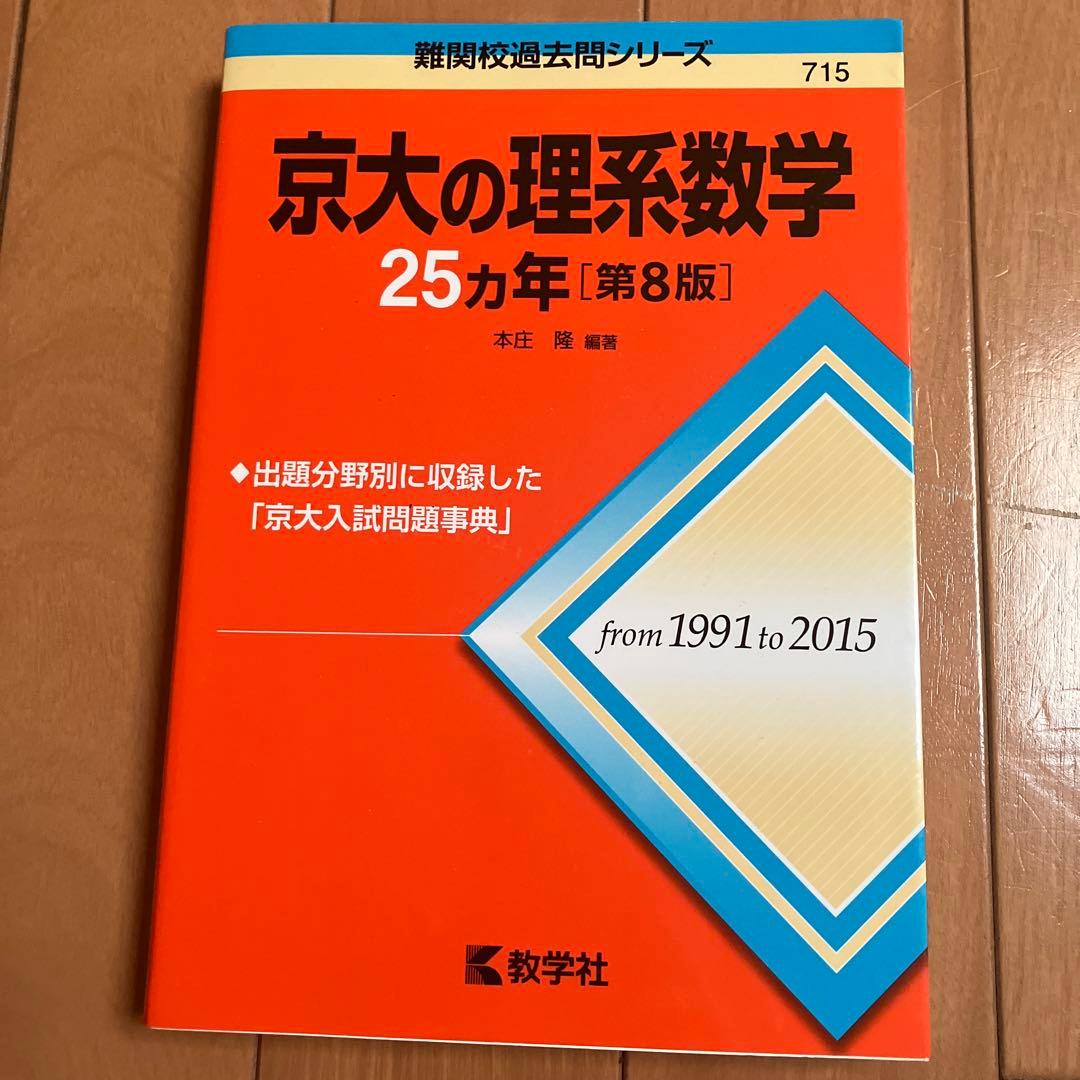 難関校過去問シリーズ
715
京大の理系数学
25カ年[第8版]
本庄 隆 編著
◆出題分野別に収録した
「京大入試問題事典」
from 1991 to 2015
教学社